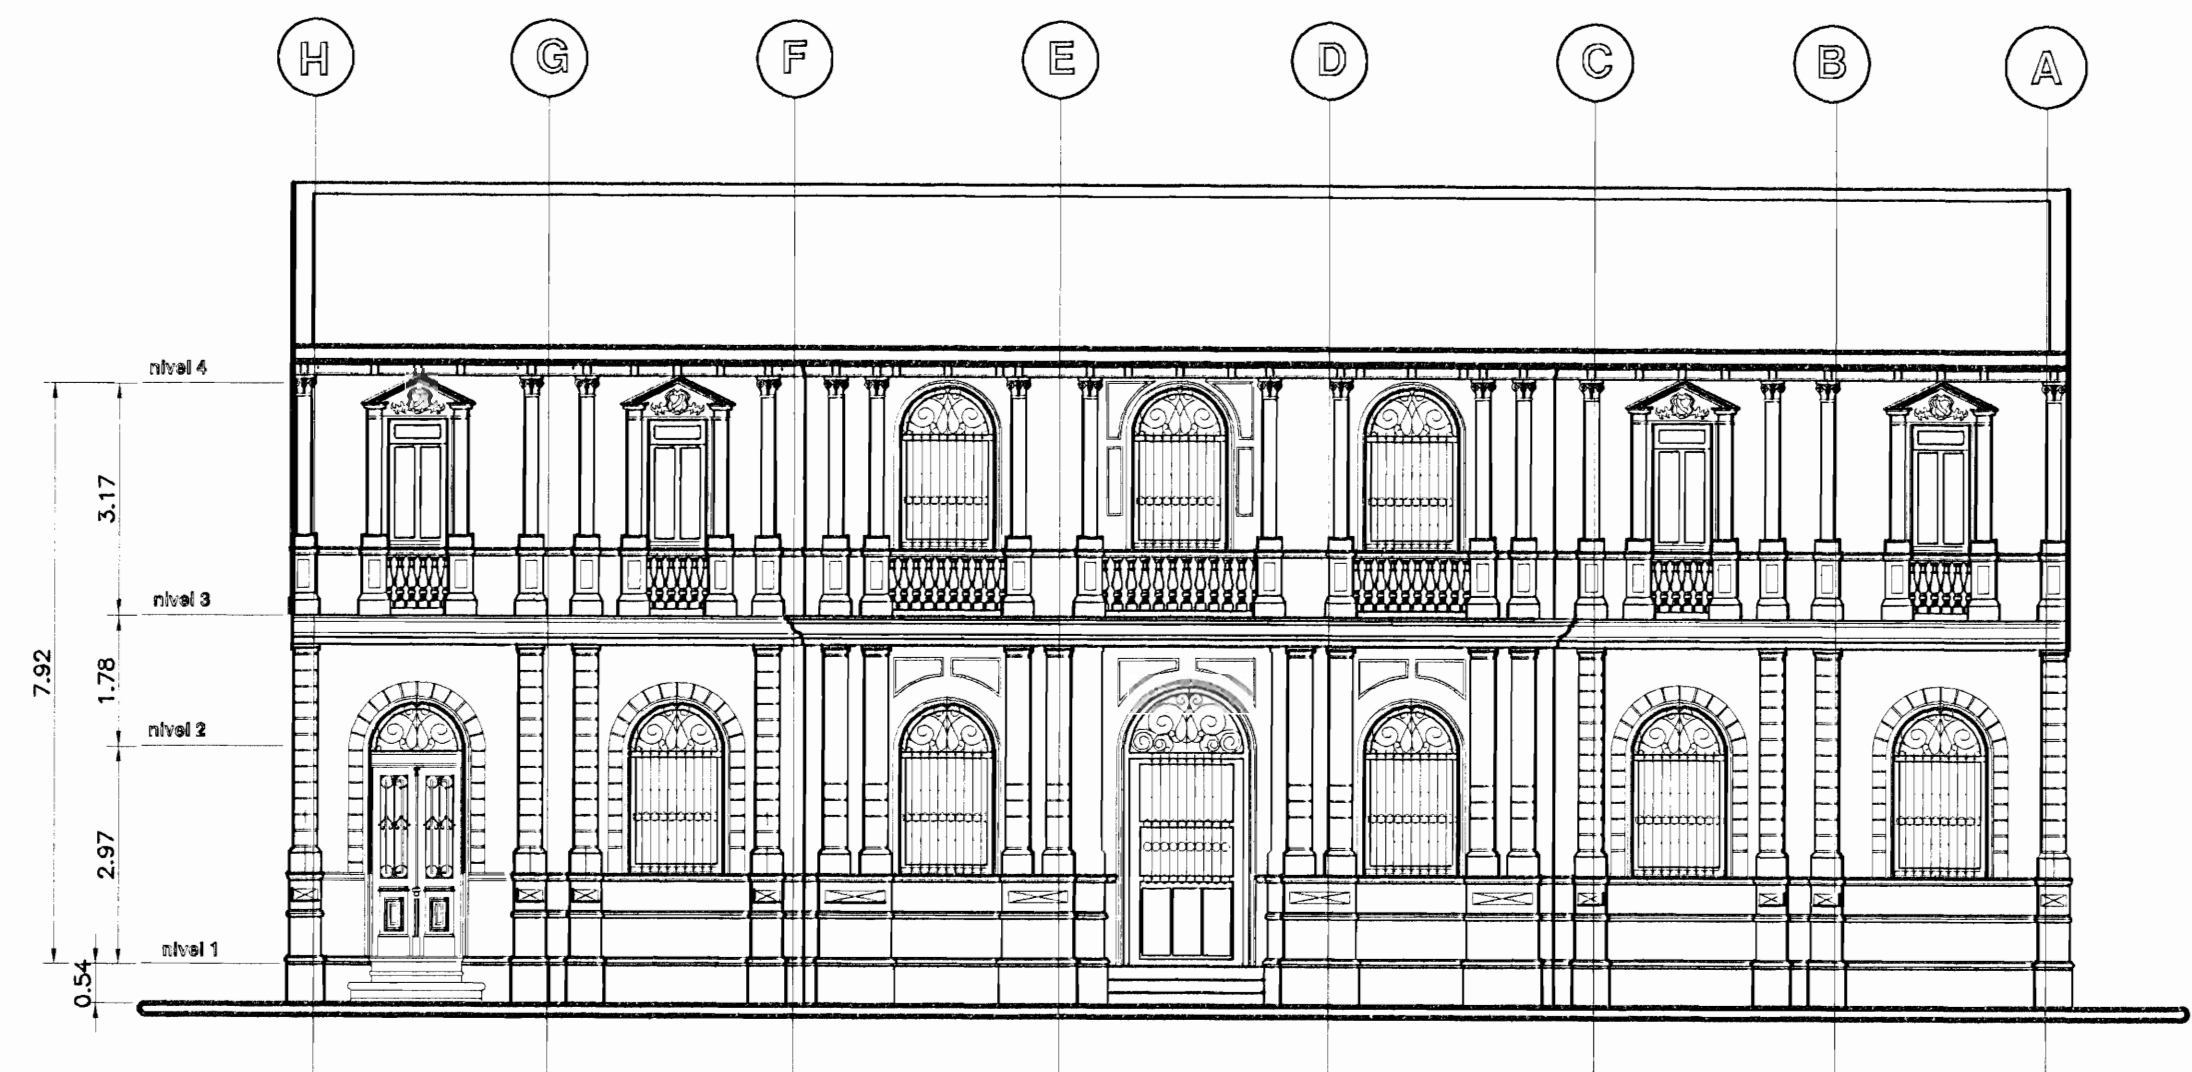 H G F E D C B A
nivel 4
3.17
nivel 3
7.92
1.78
nivel 2
2.97
nivel 1
0.54